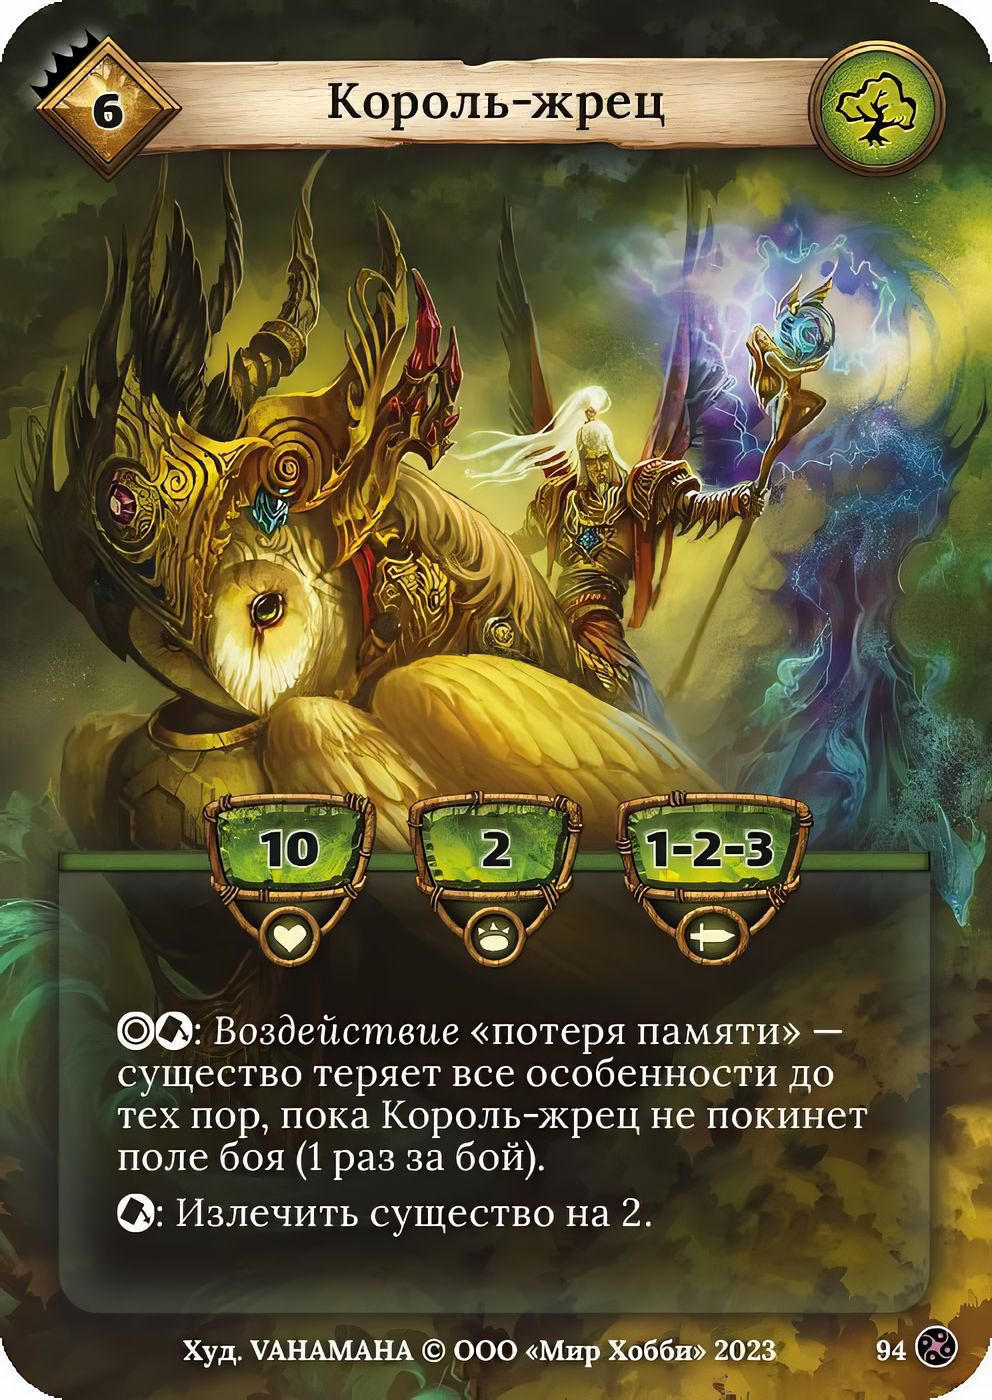 6
Король-жрец
10
2
1-2-3
: Воздействие «потеря памяти» —
существо теряет все особенности до
тех пор, пока Король-жрец не покинет
поле боя (1 раз за бой).
: Излечить существо на 2.
Худ. VAHAMAHA © ООО «Мир Хобби» 2023
94